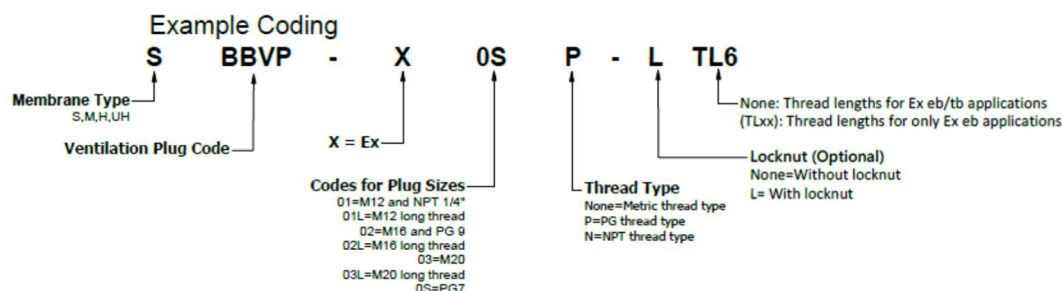 Example Coding
S BBVP - X 0S P - L TL6
Membrane Type
S,M,H,UH
Ventilation Plug Code
X = Ex
Codes for Plug Sizes
01=M12 and NPT 1/4"
01L=M12 long thread
02=M16 and PG 9
02L=M16 long thread
03=M20
03L=M20 long thread
0S=PG7
Thread Type
None=Metric thread type
P=PG thread type
N=NPT thread type
Locknut (Optional)
None=Without locknut
L= With locknut
None: Thread lengths for Ex eb/tb applications
(TLxx): Thread lengths for only Ex eb applications